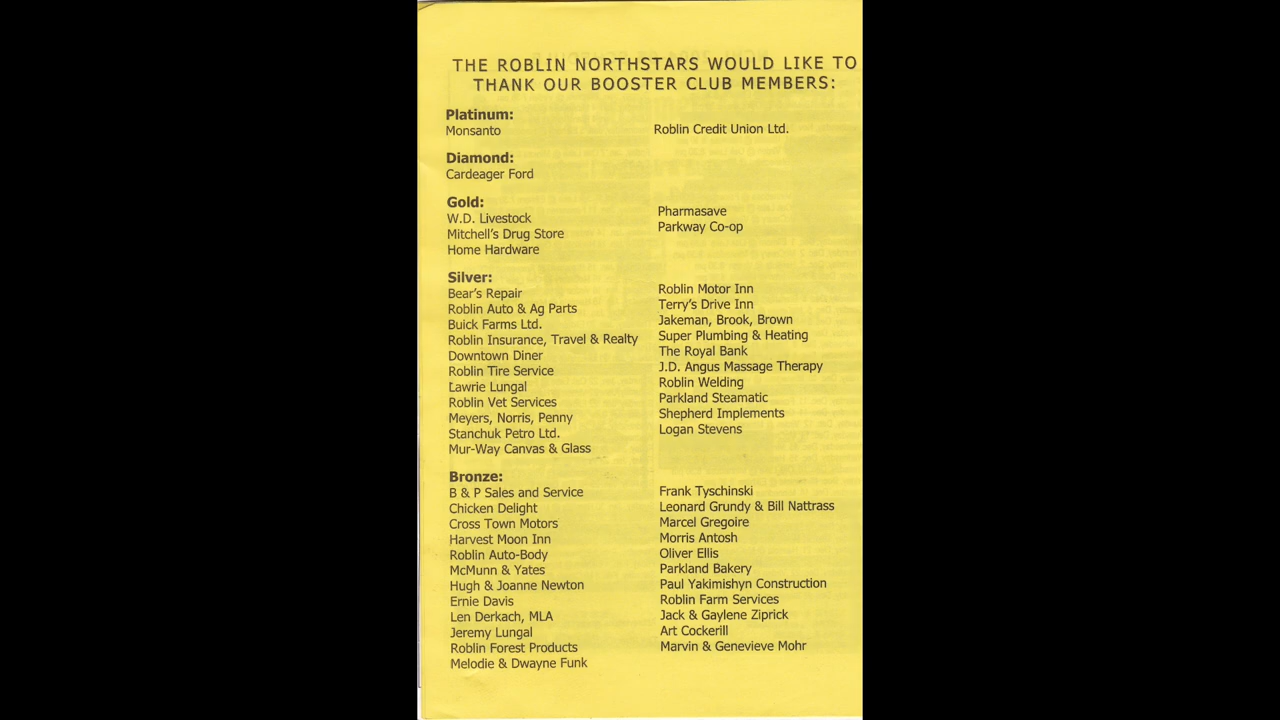 THE ROBLIN NORTHSTARS WOULD LIKE TO
THANK OUR BOOSTER CLUB MEMBERS:
Platinum:
Monsanto
Roblin Credit Union Ltd.
Diamond:
Cardeager Ford
Gold:
W.D. Livestock
Mitchell's Drug Store
Home Hardware
Pharmasave
Parkway Co-op
Silver:
Bear's Repair
Roblin Auto & Ag Parts
Buick Farms Ltd.
Roblin Insurance, Travel & Realty
Downtown Diner
Roblin Tire Service
Lawrie Lungal
Roblin Vet Services
Meyers, Norris, Penny
Stanchuk Petro Ltd.
Mur-Way Canvas & Glass
Roblin Motor Inn
Terry's Drive Inn
Jakeman, Brook, Brown
Super Plumbing & Heating
The Royal Bank
J.D. Angus Massage Therapy
Roblin Welding
Parkland Steamatic
Shepherd Implements
Logan Stevens
Bronze:
B & P Sales and Service
Chicken Delight
Cross Town Motors
Harvest Moon Inn
Roblin Auto-Body
McMunn & Yates
Hugh & Joanne Newton
Ernie Davis
Len Derkach, MLA
Jeremy Lungal
Roblin Forest Products
Melodie & Dwayne Funk
Frank Tyschinski
Leonard Grundy & Bill Nattrass
Marcel Gregoire
Morris Antosh
Oliver Ellis
Parkland Bakery
Paul Yakimishyn Construction
Roblin Farm Services
Jack & Gaylene Ziprick
Art Cockerill
Marvin & Genevieve Mohr